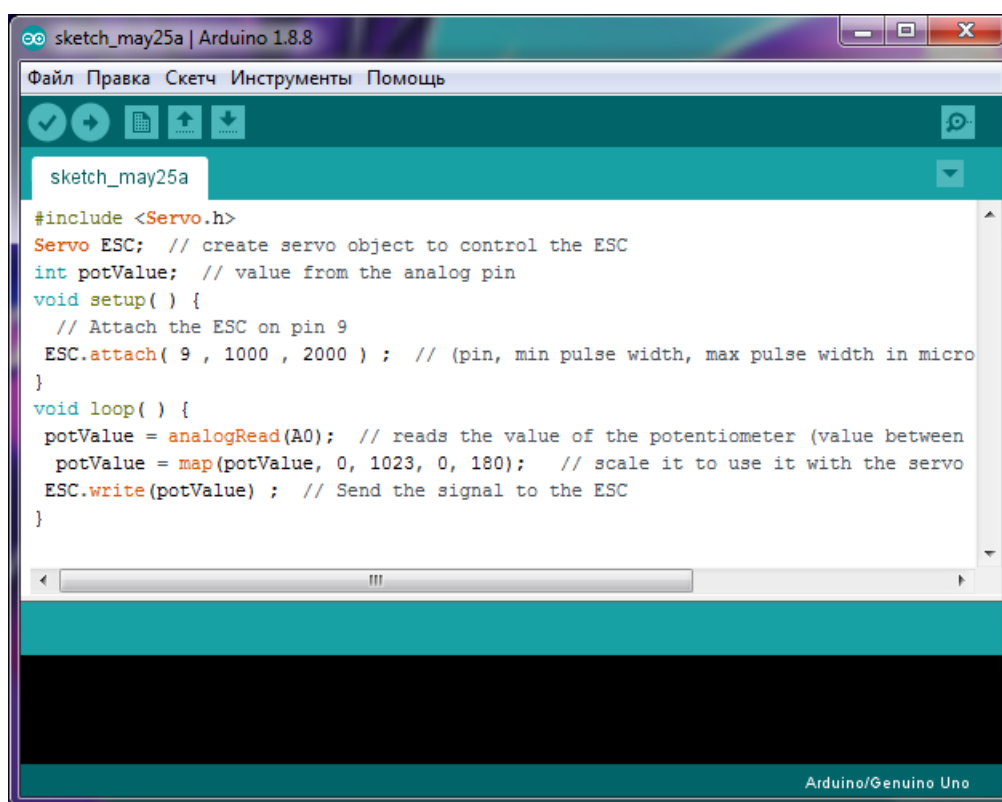 sketch_may25a | Arduino 1.8.8
Файл Правка Скетч Инструменты Помощь
sketch_may25a
#include <Servo.h>
Servo ESC;  // create servo object to control the ESC
int potValue;  // value from the analog pin
void setup( ) {
  // Attach the ESC on pin 9
 ESC.attach( 9 , 1000 , 2000 ) ;  // (pin, min pulse width, max pulse width in micro
}
void loop( ) {
 potValue = analogRead(A0);  // reads the value of the potentiometer (value between
  potValue = map(potValue, 0, 1023, 0, 180);   // scale it to use it with the servo
 ESC.write(potValue) ;  // Send the signal to the ESC
}
Arduino/Genuino Uno